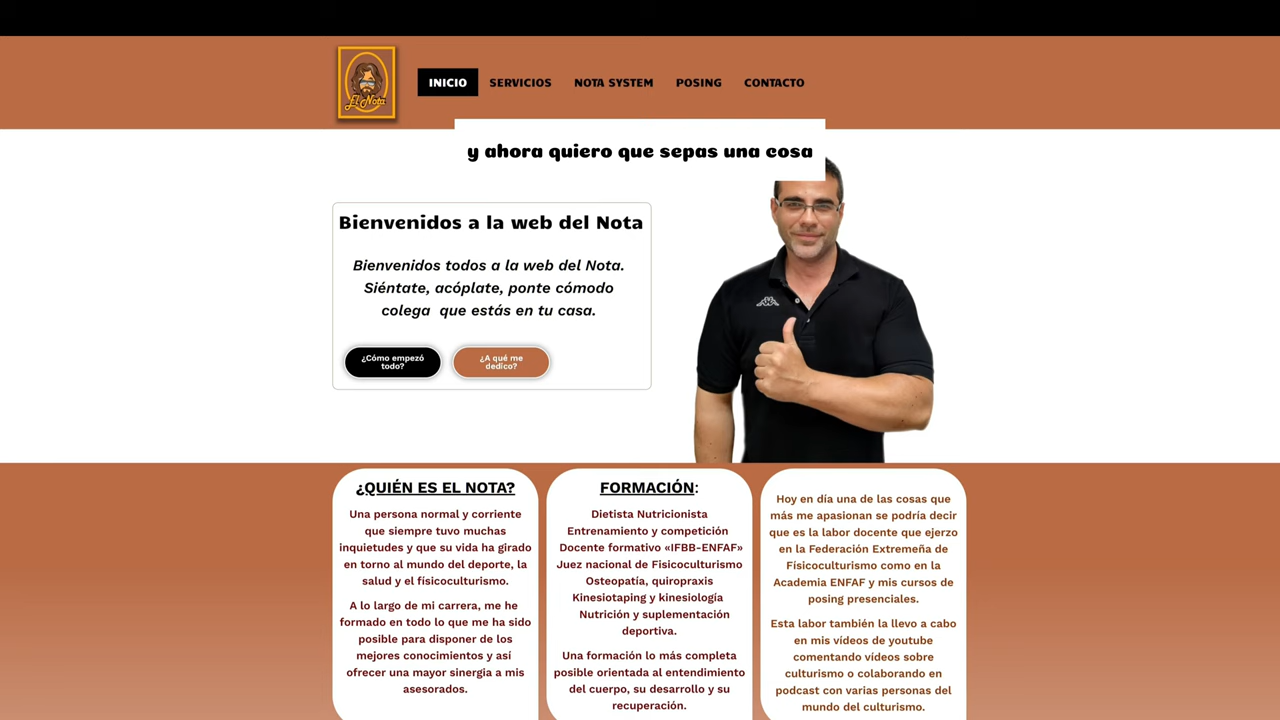 El Nota
INICIO
SERVICIOS
NOTA SYSTEM
POSING
CONTACTO
y ahora quiero que sepas una cosa
Bienvenidos a la web del Nota
Bienvenidos todos a la web del Nota.
Siéntate, acóplate, ponte cómodo
colega que estás en tu casa.
¿Cómo empezó
todo?
¿A qué me
dedico?
¿QUIÉN ES EL NOTA?
Una persona normal y corriente
que siempre tuvo muchas
inquietudes y que su vida ha girado
en torno al mundo del deporte, la
salud y el físicoculturismo.
A lo largo de mi carrera, me he
formado en todo lo que me ha sido
posible para disponer de los
mejores conocimientos y así
ofrecer una mayor sinergia a mis
asesorados.
FORMACIÓN:
Dietista Nutricionista
Entrenamiento y competición
Docente formativo «IFBB-ENFAF»
Juez nacional de Fisicoculturismo
Osteopatía, quiropraxis
Kinesiotaping y kinesiología
Nutrición y suplementación
deportiva.
Una formación lo más completa
posible orientada al entendimiento
del cuerpo, su desarrollo y su
recuperación.
Hoy en día una de las cosas que
más me apasionan se podría decir
que es la labor docente que ejerzo
en la Federación Extremeña de
Físicoculturismo como en la
Academia ENFAF y mis cursos de
posing presenciales.
Esta labor también la llevo a cabo
en mis vídeos de youtube
comentando vídeos sobre
culturismo o colaborando en
podcast con varias personas del
mundo del culturismo.